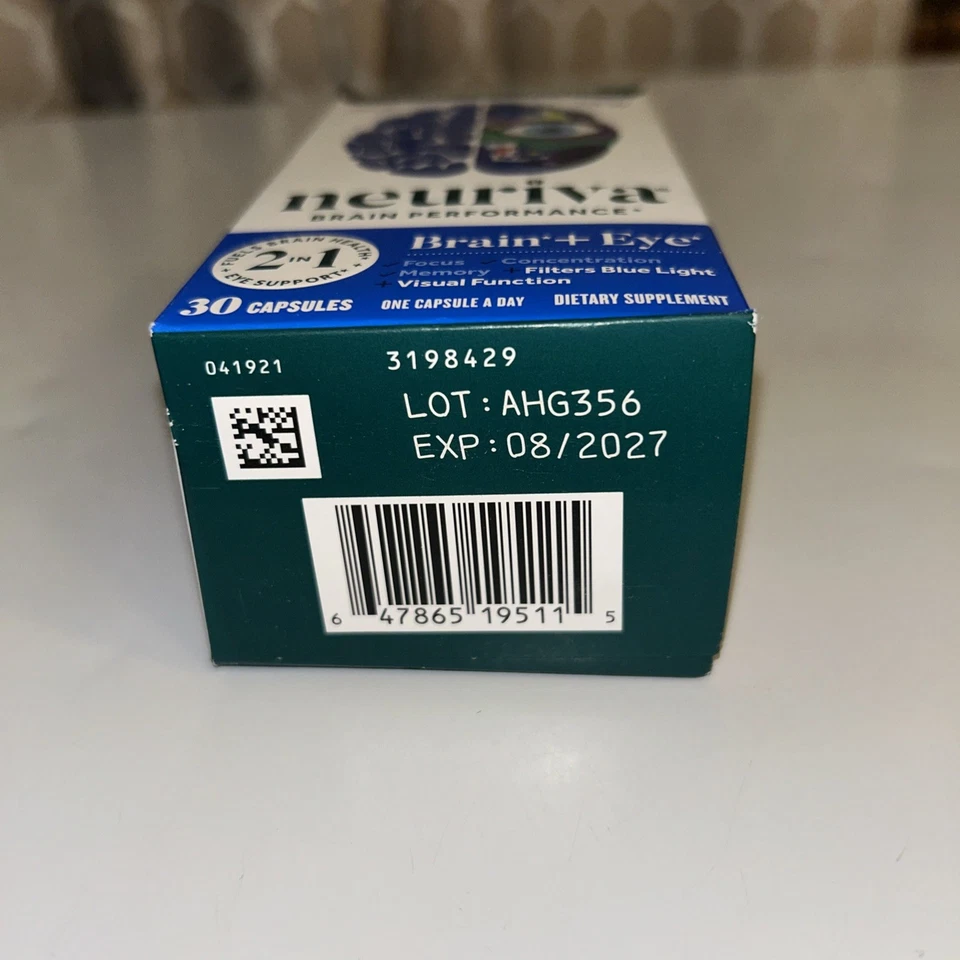 neuriva®
BRAIN PERFORMANCE+
FUELS BRAIN HEALTH+
2 IN 1
EYE SUPPORT+
Brain+ + Eye+
Focus Concentration
Memory + Filters Blue Light
+ Visual Function
30 CAPSULES ONE CAPSULE A DAY DIETARY SUPPLEMENT
041921 3198429
LOT:AHG356
EXP:08/2027
6 47865 19511 5